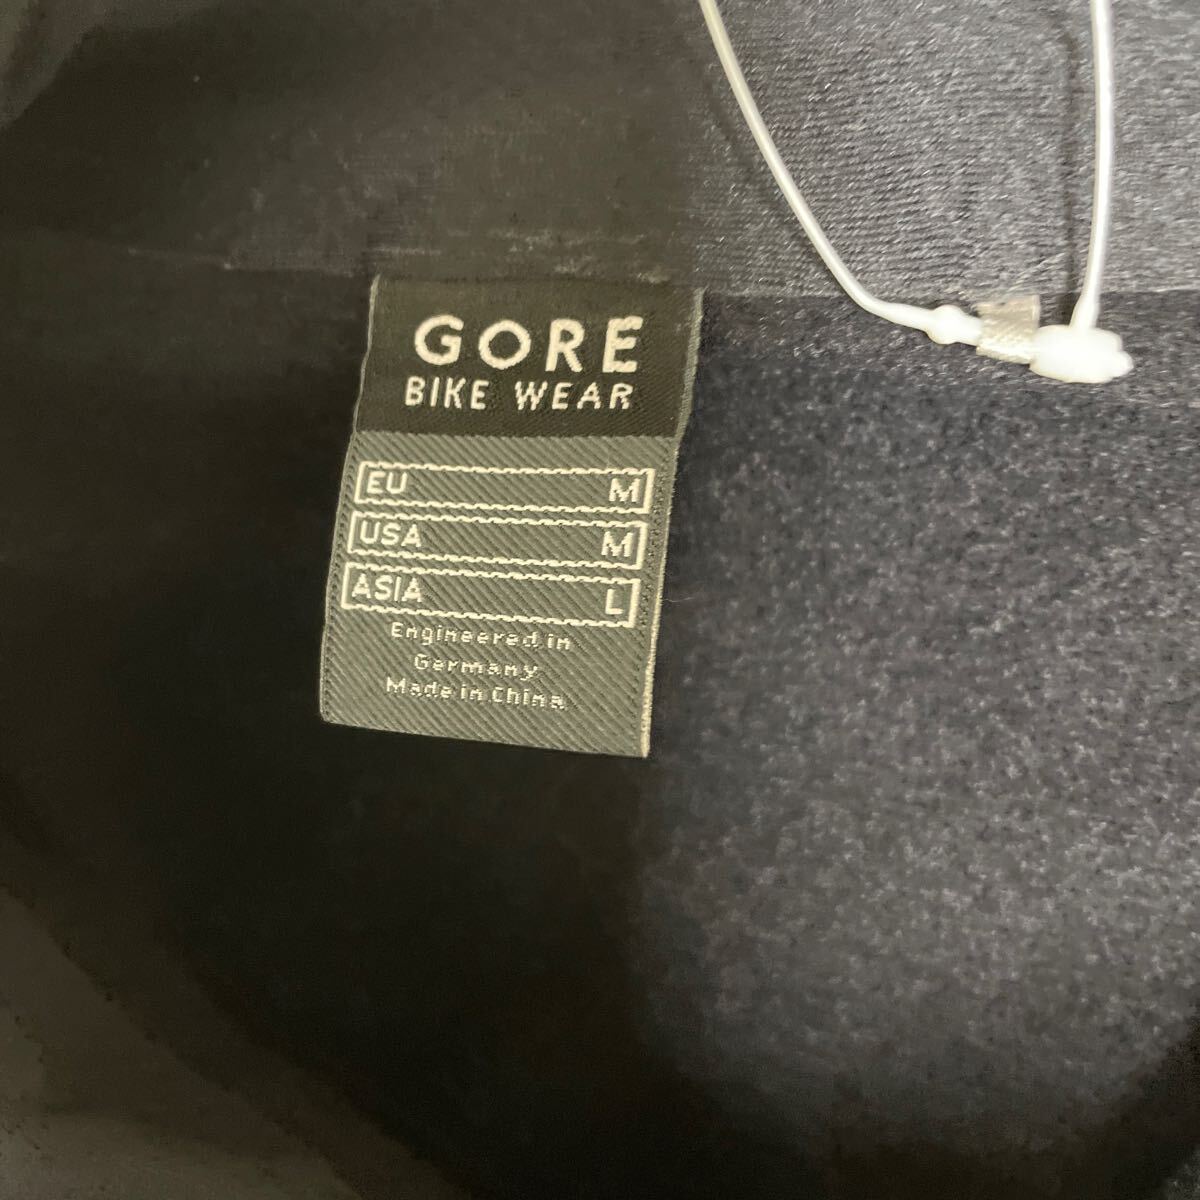 GORE
BIKE WEAR
EU M
USA M
ASIA L
Engineered in
Germany
Made in China